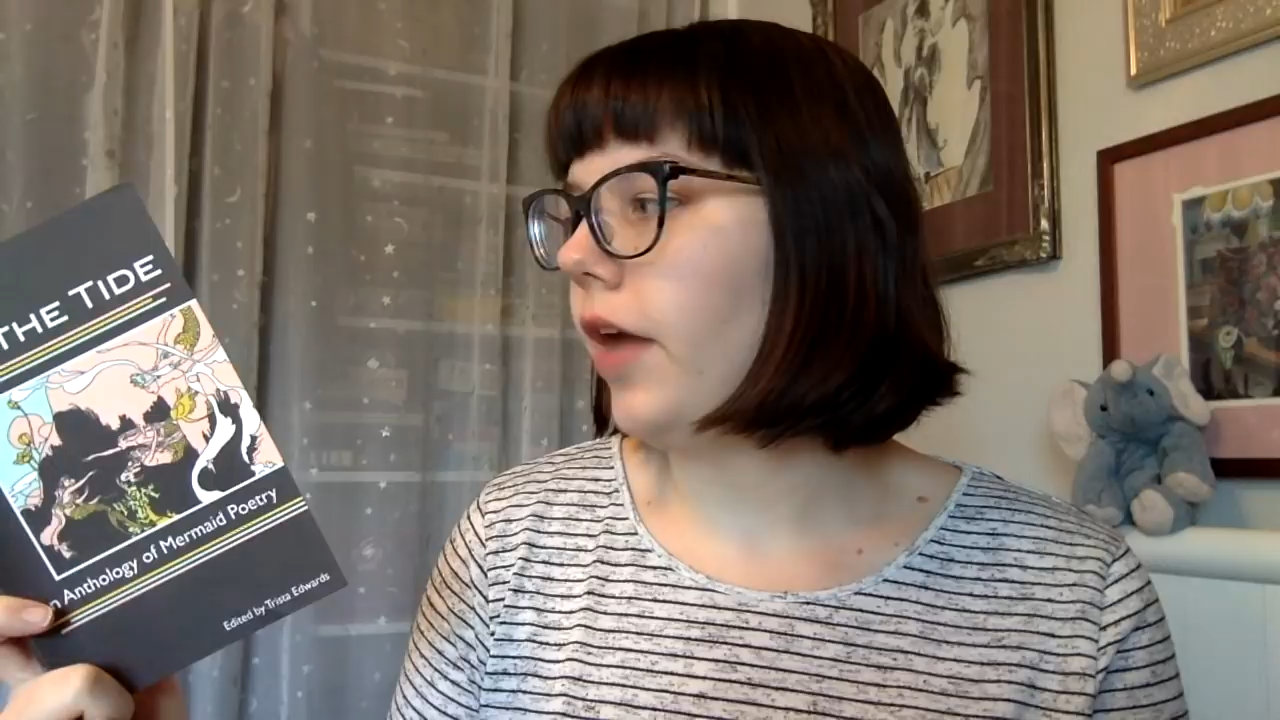 THE TIDE
n Anthology of Mermaid Poetry
Edited by Trista Edwards